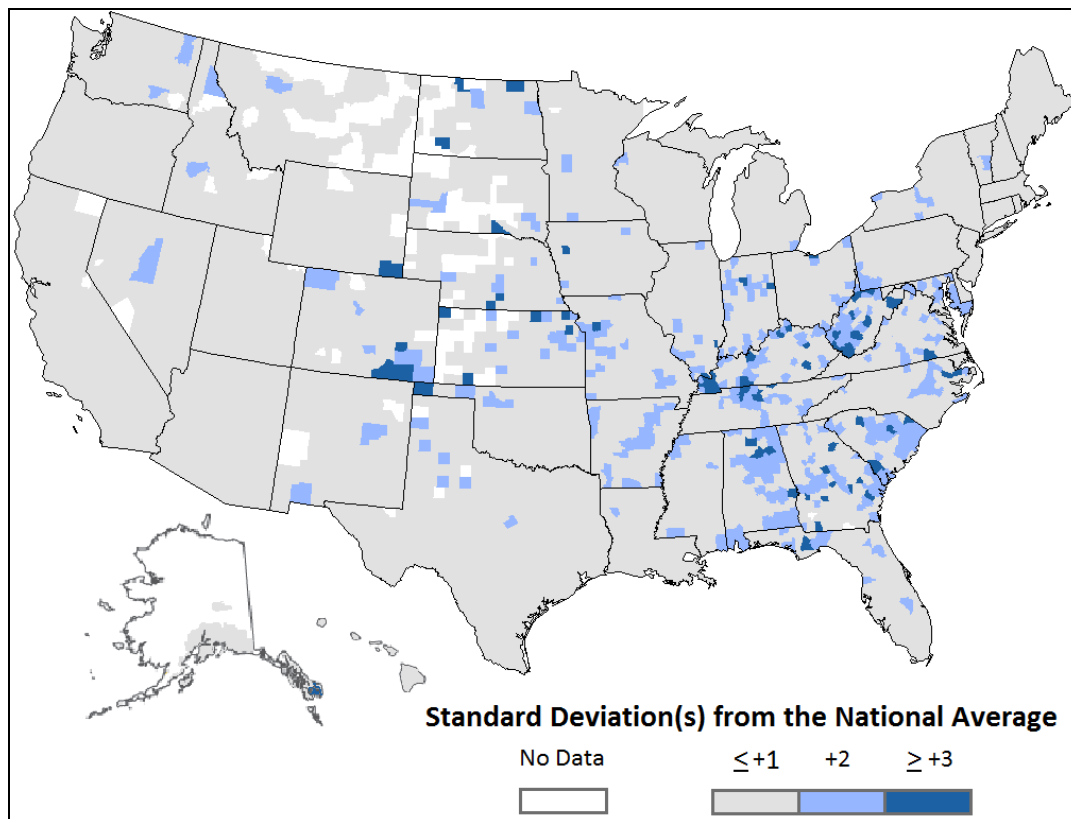 Standard Deviation(s) from the National Average
No Data ≤ +1 +2 ≥ +3